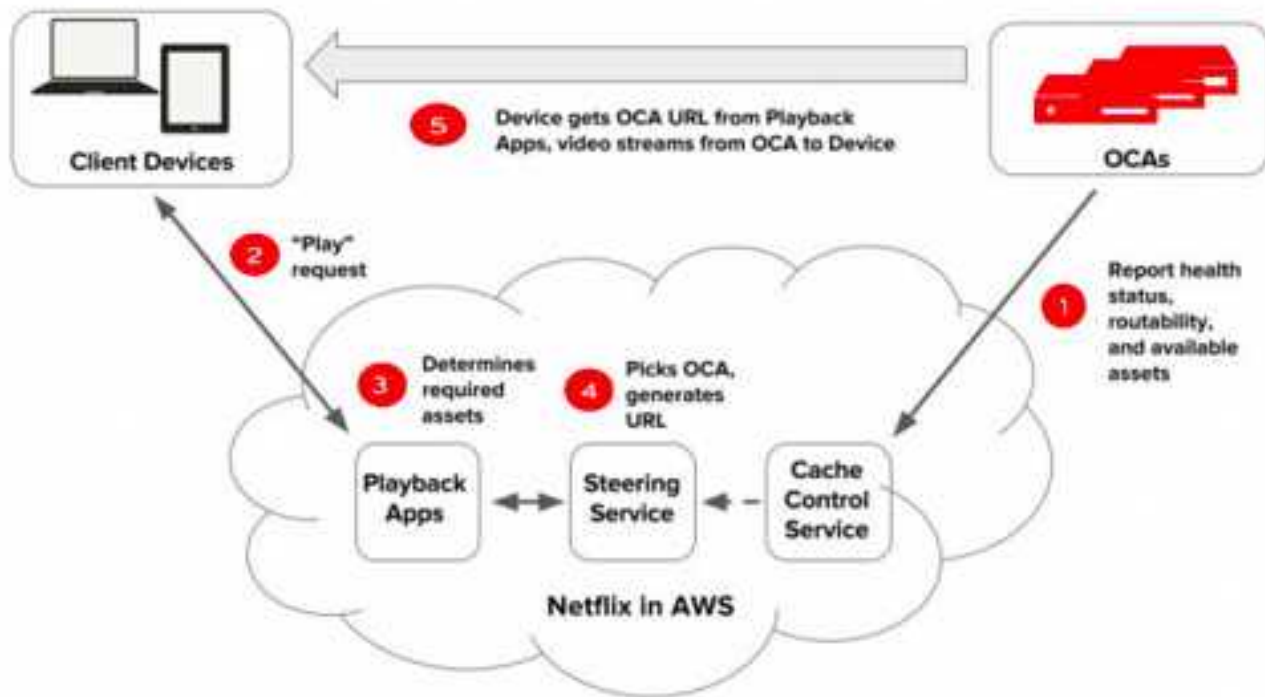 Client Devices
5
Device gets OCA URL from Playback
Apps, video streams from OCA to Device
OCAs
2
"Play"
request
1
Report health
status,
routability,
and available
assets
3
Determines
required
assets
4
Picks OCA,
generates
URL
Playback
Apps
Steering
Service
Cache
Control
Service
Netflix in AWS